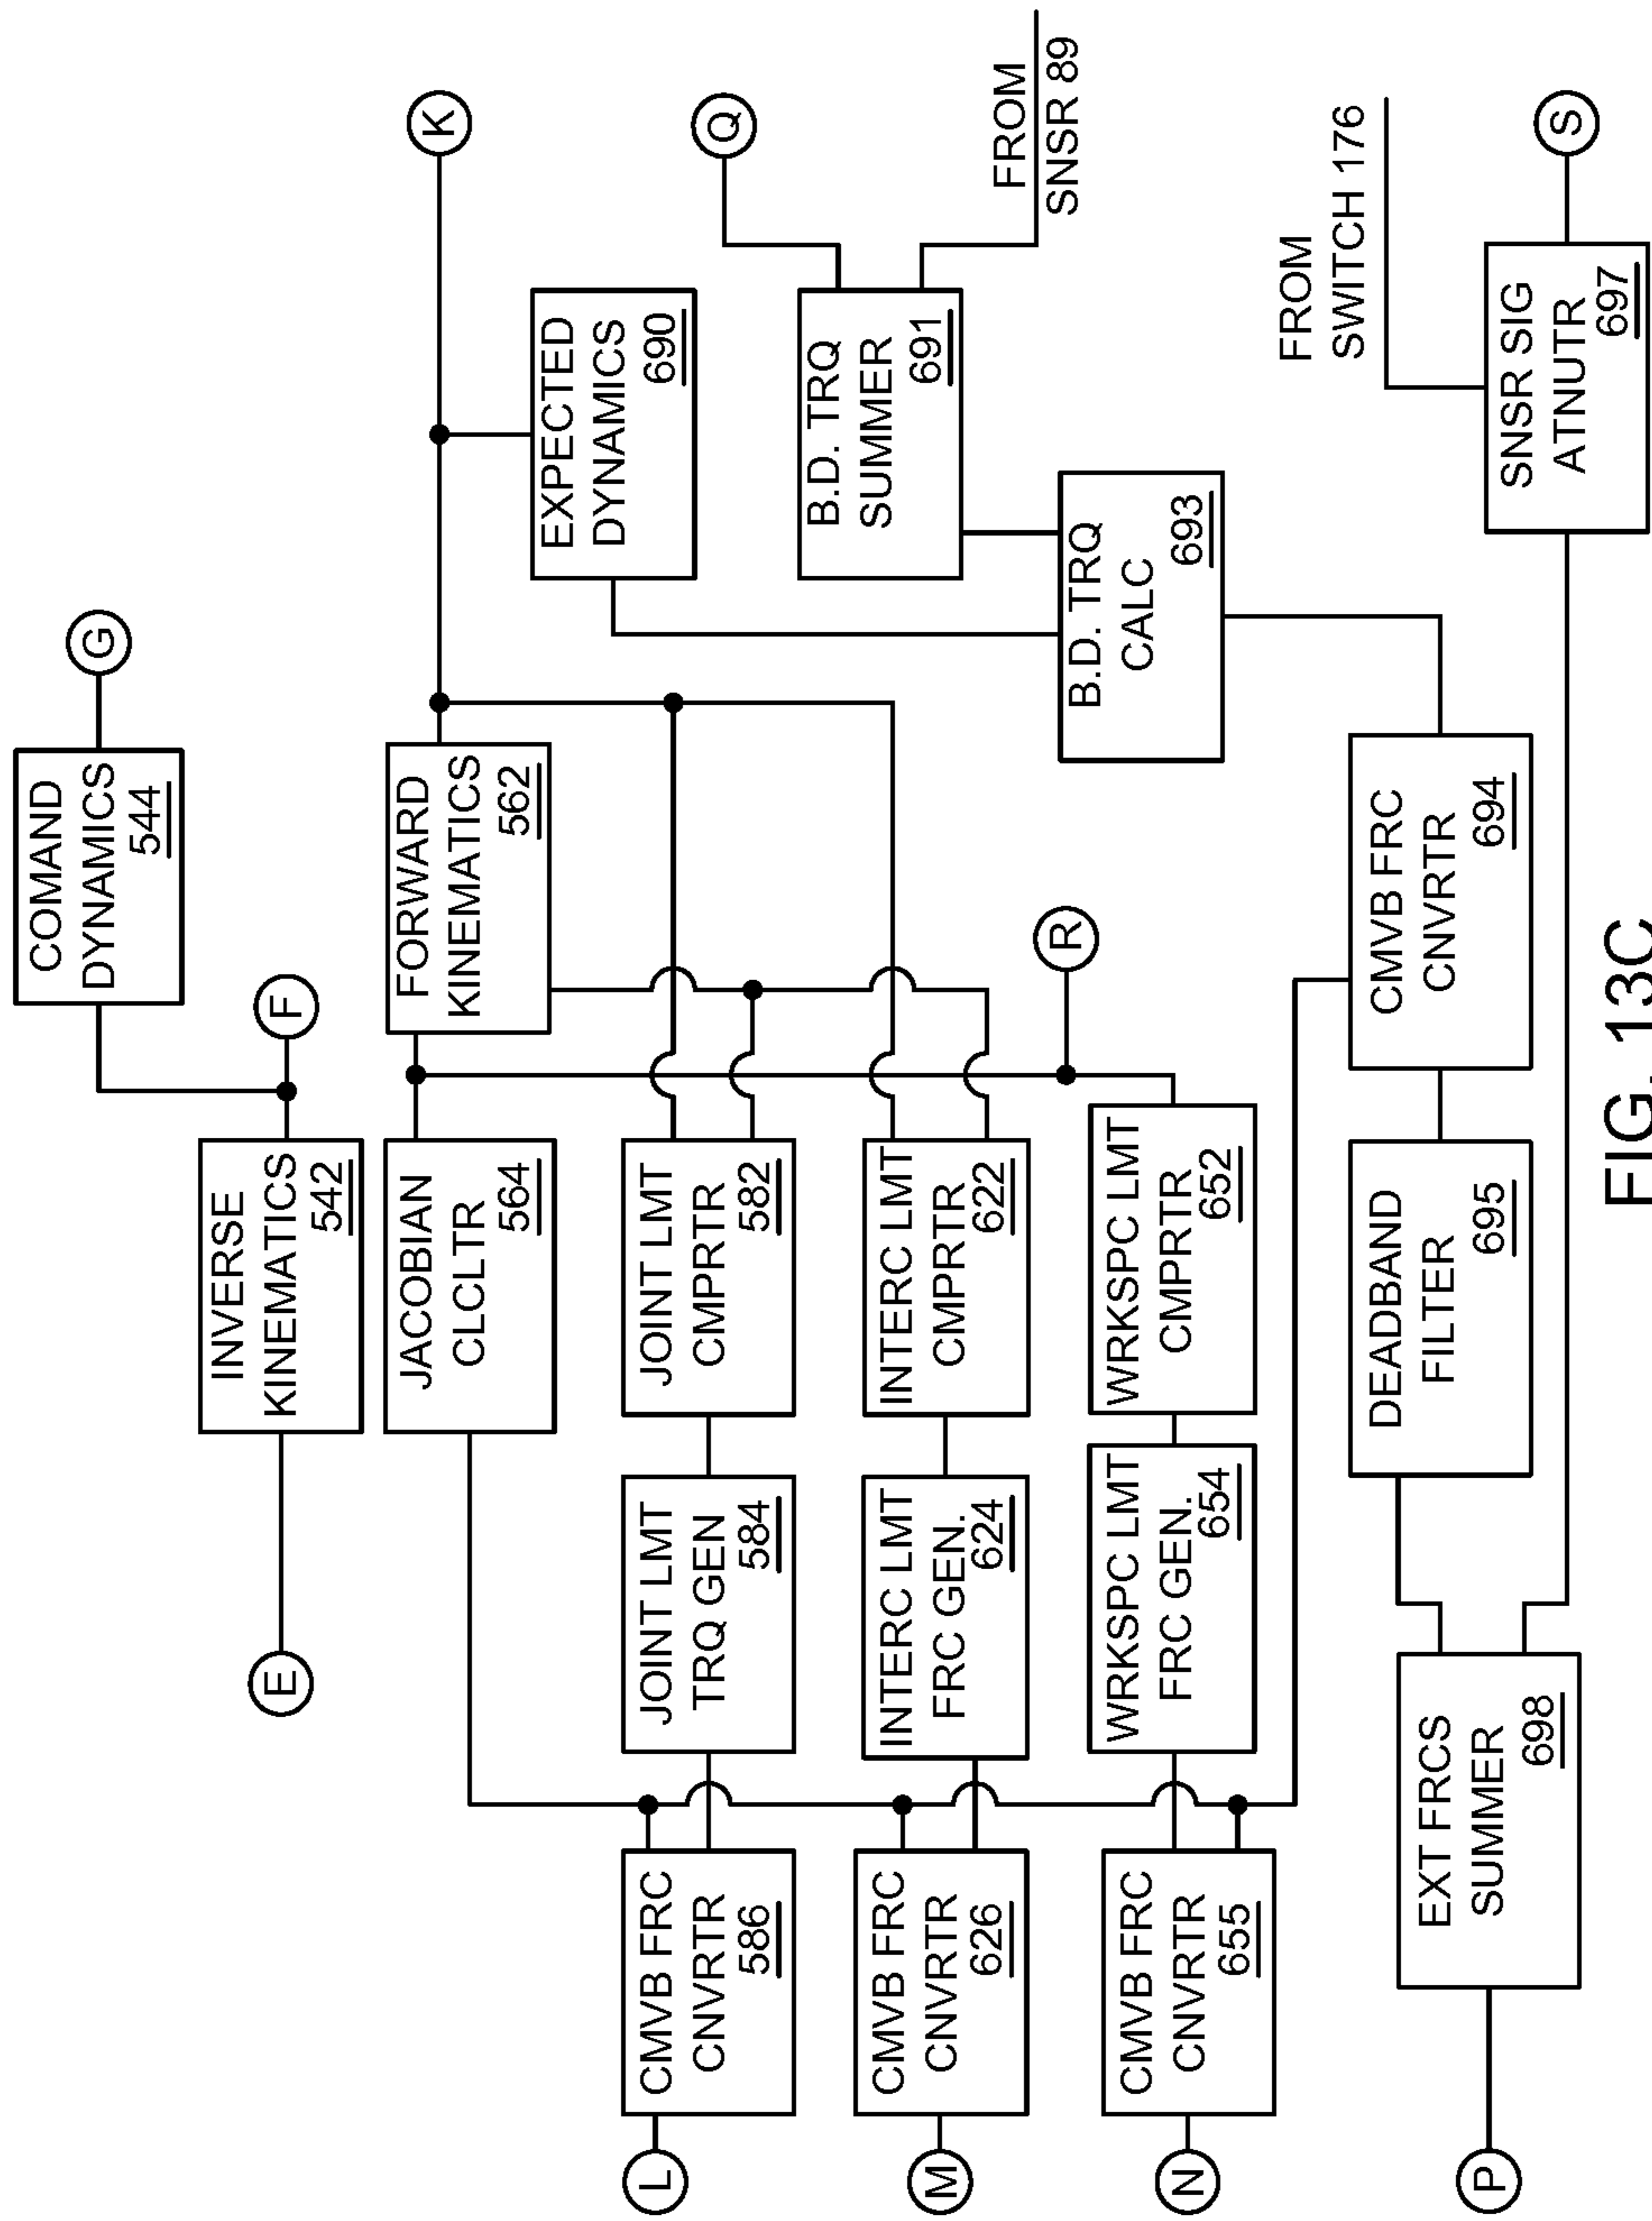 COMAND
DYNAMICS
544
G
F
INVERSE
KINEMATICS
542
E
K
FORWARD
KINEMATICS
562
JACOBIAN
CLCLTR
564
EXPECTED
DYNAMICS
690
Q
B.D. TRQ
SUMMER
691
FROM
SNSR 89
JOINT LMT
CMPRTR
582
JOINT LMT
TRQ GEN
584
CMVB FRC
CNVRTR
586
L
INTERC LMT
CMPRTR
622
INTERC LMT
FRC GEN.
624
CMVB FRC
CNVRTR
626
M
R
B.D. TRQ
CALC
693
WRKSPC LMT
CMPRTR
652
WRKSPC LMT
FRC GEN.
654
CMVB FRC
CNVRTR
655
N
FROM
SWITCH 176
CMVB FRC
CNVRTR
694
DEADBAND
FILTER
695
S
SNSR SIG
ATNUTR
697
EXT FRCS
SUMMER
698
P
FIG. 13C